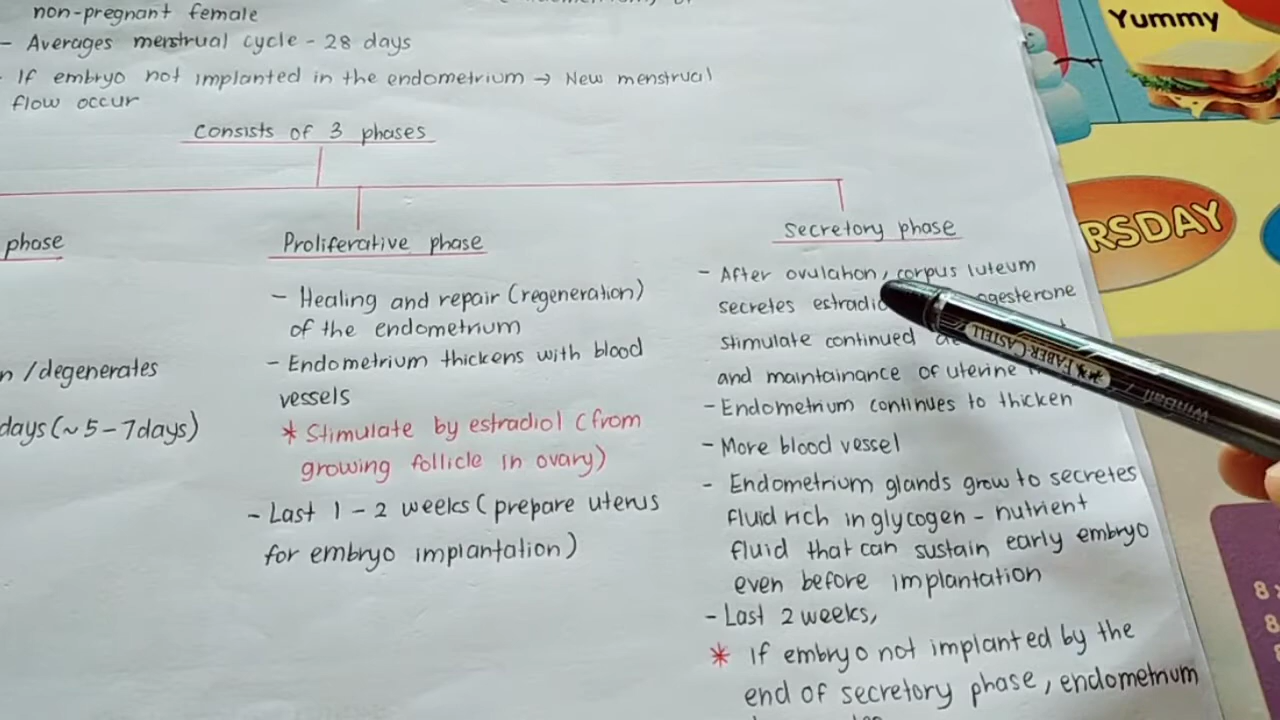 non-pregnant female
- Averages menstrual cycle - 28 days
- If embryo not implanted in the endometrium → New menstrual
flow occur
Consists of 3 phases
phase
n / degenerates
days (~ 5 - 7 days)
Proliferative phase
- Healing and repair (regeneration)
of the endometrium
- Endometrium thickens with blood
vessels
* Stimulate by estradiol (from
growing follicle in ovary)
- Last 1 - 2 weeks (prepare uterus
for embryo implantation)
Secretory phase
- After ovulation, corpus luteum
secretes estradio ogesterone
stimulate continued
and maintainance of uterine
- Endometrium continues to thicken
- More blood vessel
- Endometrium glands grow to secretes
fluid rich in glycogen - nutrient
fluid that can sustain early embryo
even before implantation
- Last 2 weeks,
* If embryo not implanted by the
end of secretory phase, endometrium
Yummy
RSDAY
FABER-CASTELL
8
8